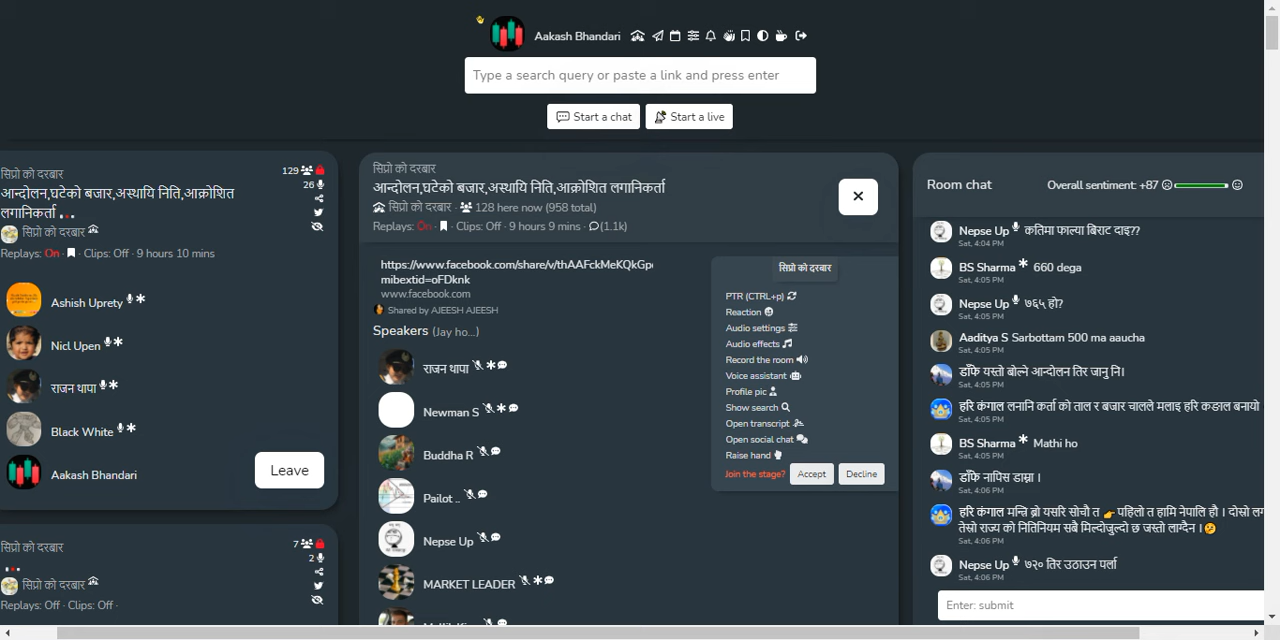 Aakash Bhandari
Type a search query or paste a link and press enter
Start a chat
Start a live
सिप्रो को दरबार
129
आन्दोलन,घटेको बजार,अस्थायि निति,आक्रोशित
लगानिकर्ता
26
सिप्रो को दरबार
Replays: On · Clips: Off · 9 hours 10 mins
Ashish Uprety
Nicl Upen
राजन थापा
Black White
Aakash Bhandari
Leave
सिप्रो को दरबार
7
2
सिप्रो को दरबार
Replays: Off · Clips: Off ·
सिप्रो को दरबार
आन्दोलन,घटेको बजार,अस्थायि निति,आक्रोशित लगानिकर्ता
सिप्रो को दरबार · 128 here now (958 total)
Replays: On · Clips: Off · 9 hours 9 mins · (1.1k)
https://www.facebook.com/share/v/thAAFckMeKQkGp
mibextid=oFDknk
www.facebook.com
Shared by AJEESH AJEESH
Speakers (Jay ho...)
राजन थापा
Newman S
Buddha R
Pailot ..
Nepse Up
MARKET LEADER
सिप्रो को दरबार
PTR (CTRL+p)
Reaction
Audio settings
Audio effects
Record the room
Voice assistant
Profile pic
Show search
Open transcript
Open social chat
Raise hand
Join the stage? Accept Decline
Room chat
Overall sentiment: +87
Nepse Up कतिमा फाल्या बिराट दाइ??
Sat, 4:04 PM
BS Sharma 660 dega
Sat, 4:05 PM
Nepse Up ७६५ हो?
Sat, 4:05 PM
Aaditya S Sarbottam 500 ma aaucha
Sat, 4:05 PM
डाँफे यस्तो बोल्ने आन्दोलन तिर जानु नि।
Sat, 4:05 PM
हरि कंगाल लनानि कर्ता को ताल र बजार चालले मलाइ हरि कङाल बनायो
Sat, 4:05 PM
BS Sharma Mathi ho
Sat, 4:05 PM
डाँफे नापिस डाम्ना ।
Sat, 4:06 PM
हरि कंगाल मन्त्रि ब्रो यसरि सोचौ त 👉 पहिलो त हामि नेपालि हौ । दोस्रो
तेस्रो राज्य को नितिनियम सबै मिल्दोजुल्दो छ जस्तो लाग्दैन ।😕
Sat, 4:06 PM
Nepse Up ७२० तिर उठाउन पर्ला
Sat, 4:06 PM
Enter: submit